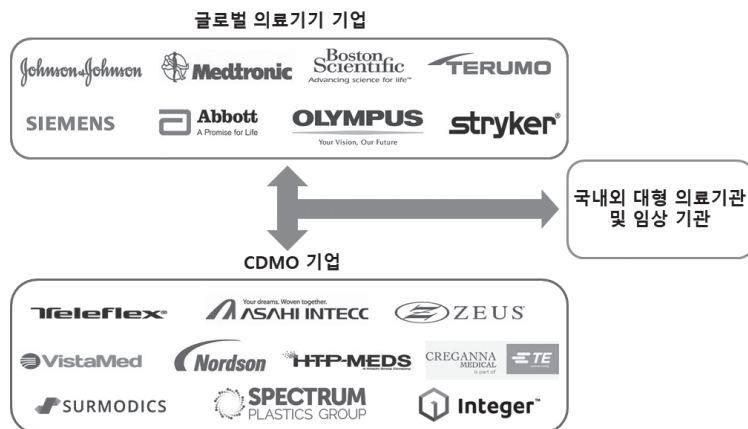 글로벌 의료기기 기업
Johnson & Johnson
Medtronic
Boston
Scientific
Advancing science for life™
TERUMO
SIEMENS
Abbott
A Promise for Life
OLYMPUS
Your Vision, Our Future
stryker®
국내외 대형 의료기관
및 임상 기관
CDMO 기업
Teleflex®
Your dreams. Woven together.
ASAHI INTECC
ZEUS
VistaMed
Nordson
HTP-MEDS
CREGANNA
MEDICAL
is part of
TE
SURMODICS
SPECTRUM
PLASTICS GROUP
Integer™